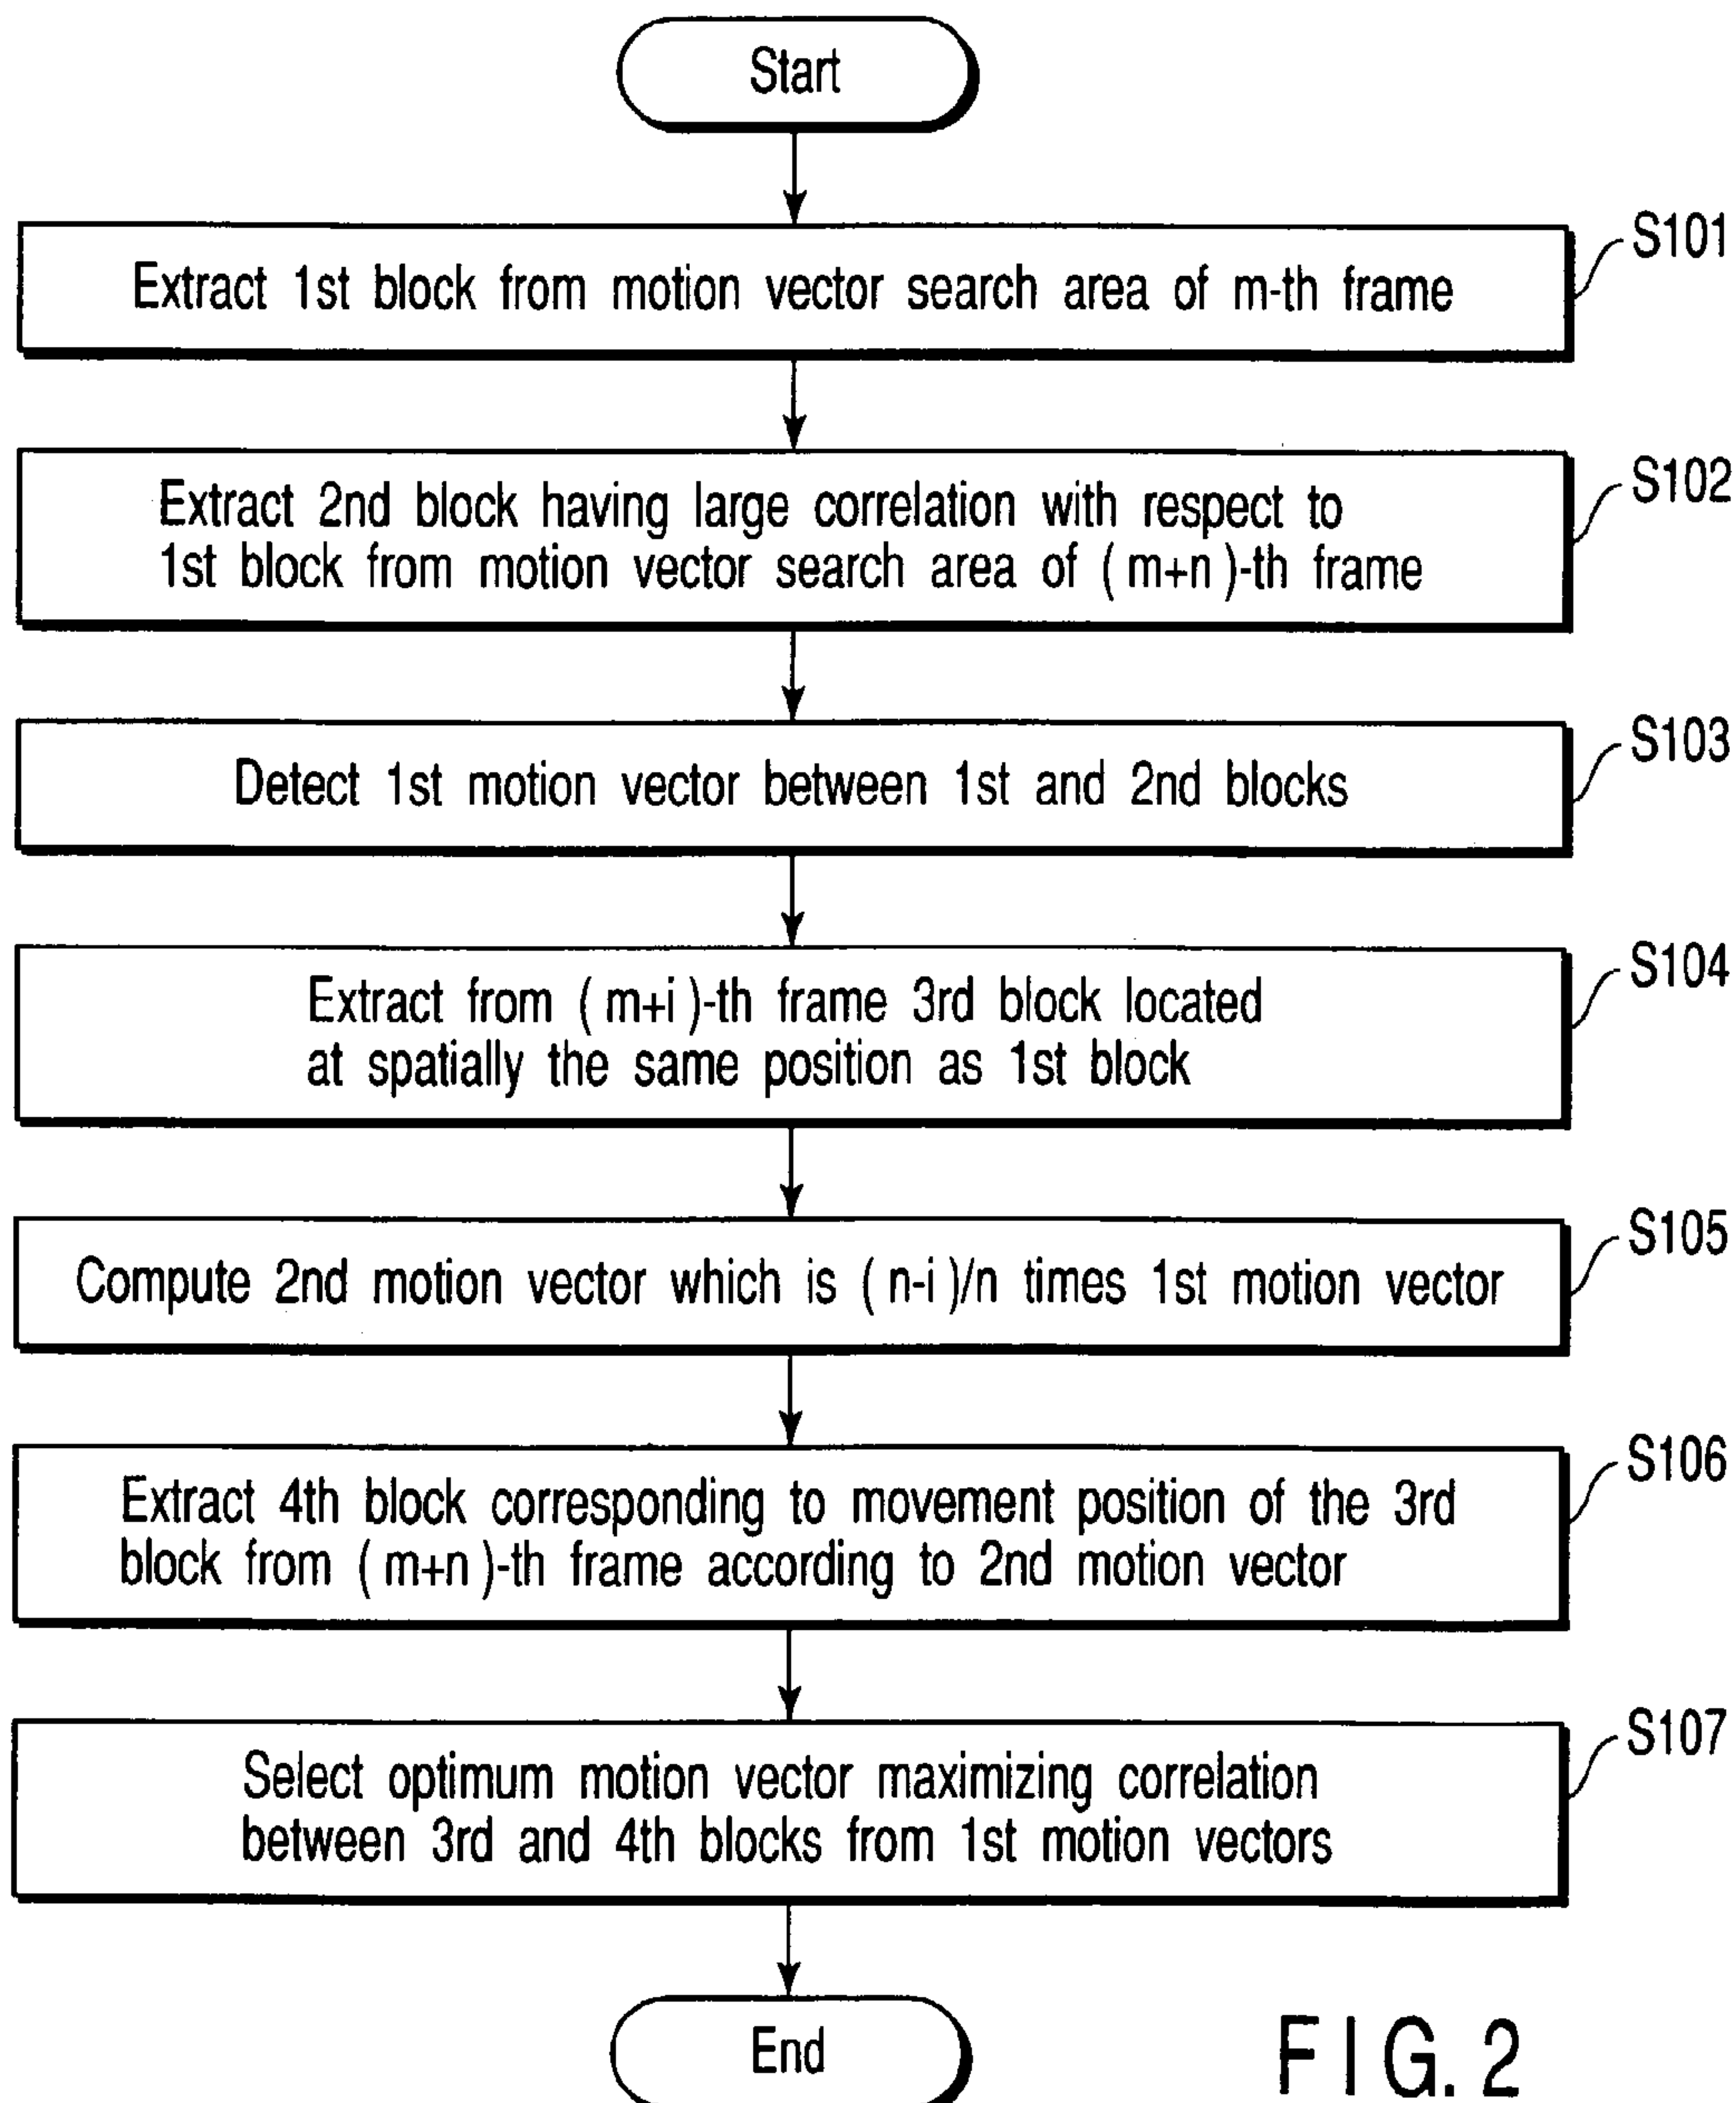 Start
S101
Extract 1st block from motion vector search area of m-th frame
S102
Extract 2nd block having large correlation with respect to
1st block from motion vector search area of (m+n)-th frame
S103
Detect 1st motion vector between 1st and 2nd blocks
S104
Extract from (m+i)-th frame 3rd block located
at spatially the same position as 1st block
S105
Compute 2nd motion vector which is (n-i)/n times 1st motion vector
S106
Extract 4th block corresponding to movement position of the 3rd
block from (m+n)-th frame according to 2nd motion vector
S107
Select optimum motion vector maximizing correlation
between 3rd and 4th blocks from 1st motion vectors
End
FIG. 2